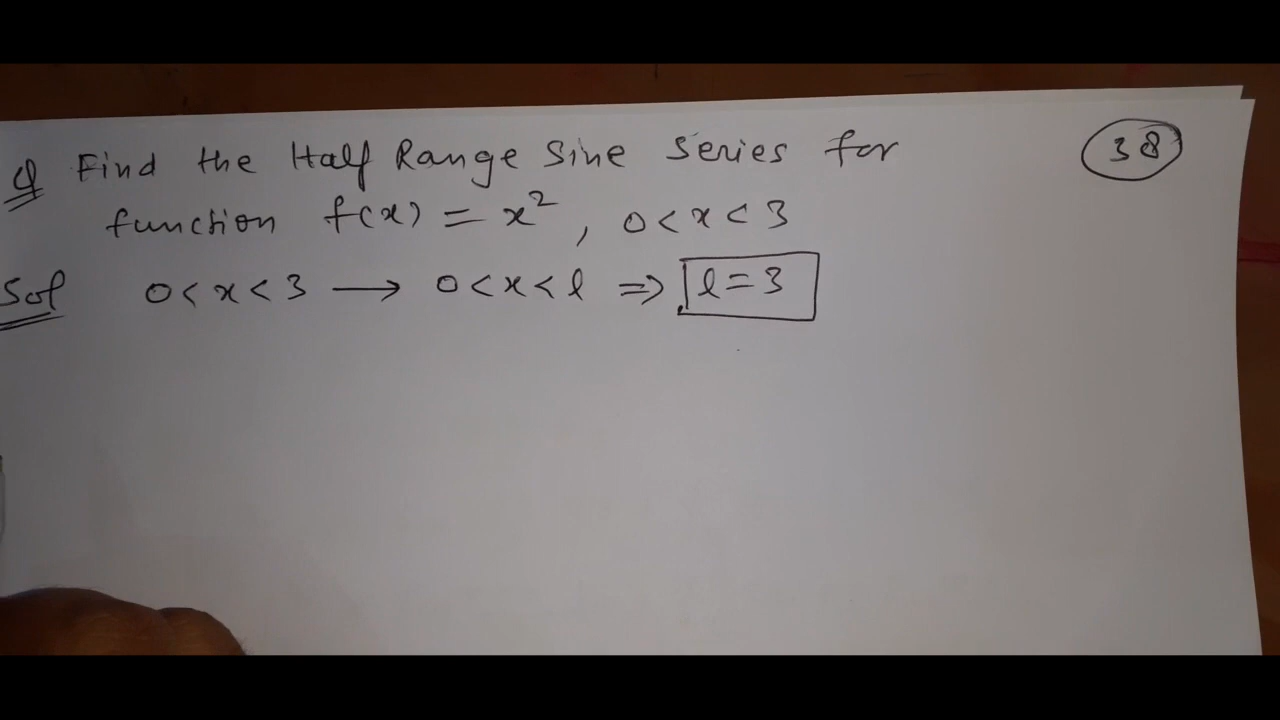 Q Find the Half Range Sine Series for
function f(x) = x², 0<x<3
38
Sol 0<x<3 → 0<x<l ⇒ l=3